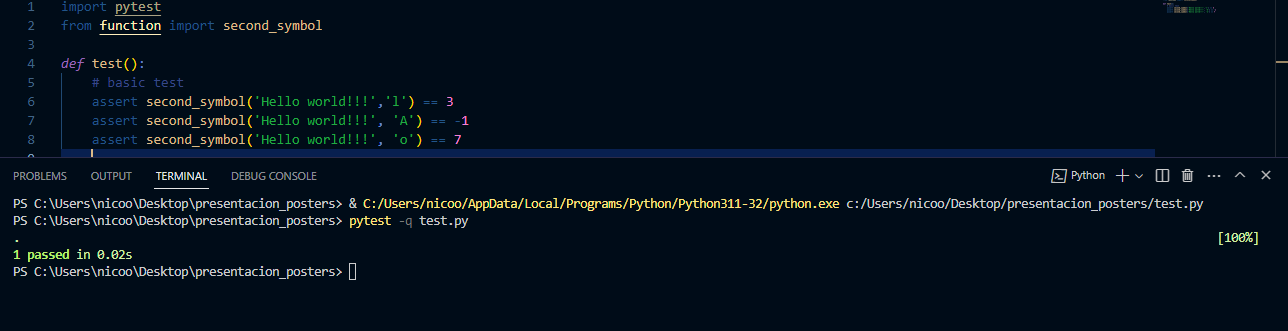 1 import pytest
2 from function import second_symbol
3
4 def test():
5 # basic test
6 assert second_symbol('Hello world!!!','l') == 3
7 assert second_symbol('Hello world!!!', 'A') == -1
8 assert second_symbol('Hello world!!!', 'o') == 7
9
PROBLEMS OUTPUT TERMINAL DEBUG CONSOLE Python
PS C:\Users\nicoo\Desktop\presentacion_posters> & C:/Users/nicoo/AppData/Local/Programs/Python/Python311-32/python.exe c:/Users/nicoo/Desktop/presentacion_posters/test.py
PS C:\Users\nicoo\Desktop\presentacion_posters> pytest -q test.py
. [100%]
1 passed in 0.02s
PS C:\Users\nicoo\Desktop\presentacion_posters>